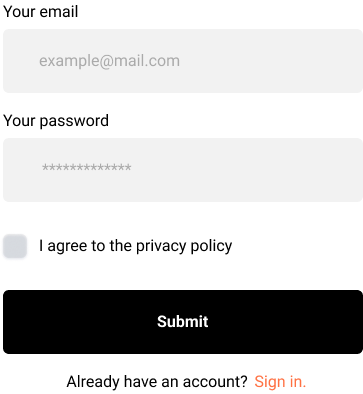 Your email
example@mail.com
Your password
*************
I agree to the privacy policy
Submit
Already have an account? Sign in.